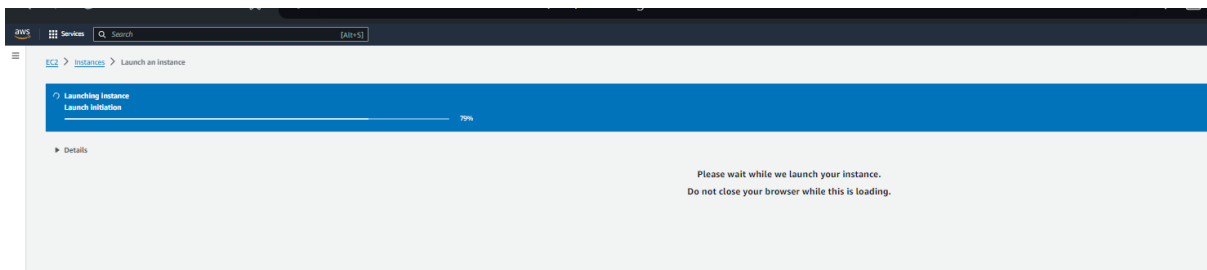 aws Services Search [Alt+S]
EC2 > Instances > Launch an instance
Launching instance
Launch initiation
79%
Details
Please wait while we launch your instance.
Do not close your browser while this is loading.